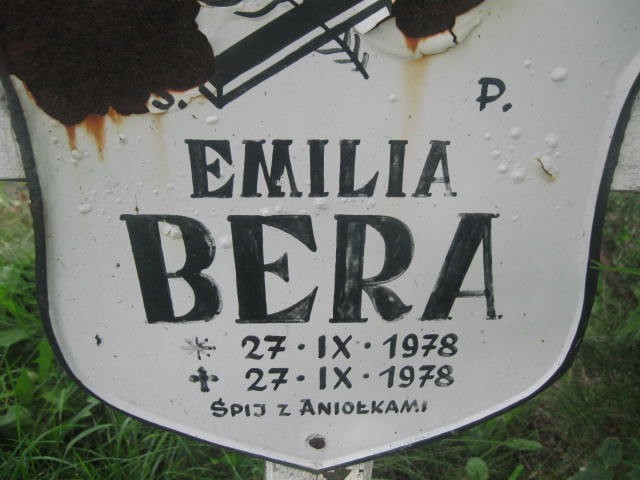 Ś. P.
EMILIA
BERA
* 27 · IX · 1978
✝ 27 · IX · 1978
ŚPIJ Z ANIOŁKAMI